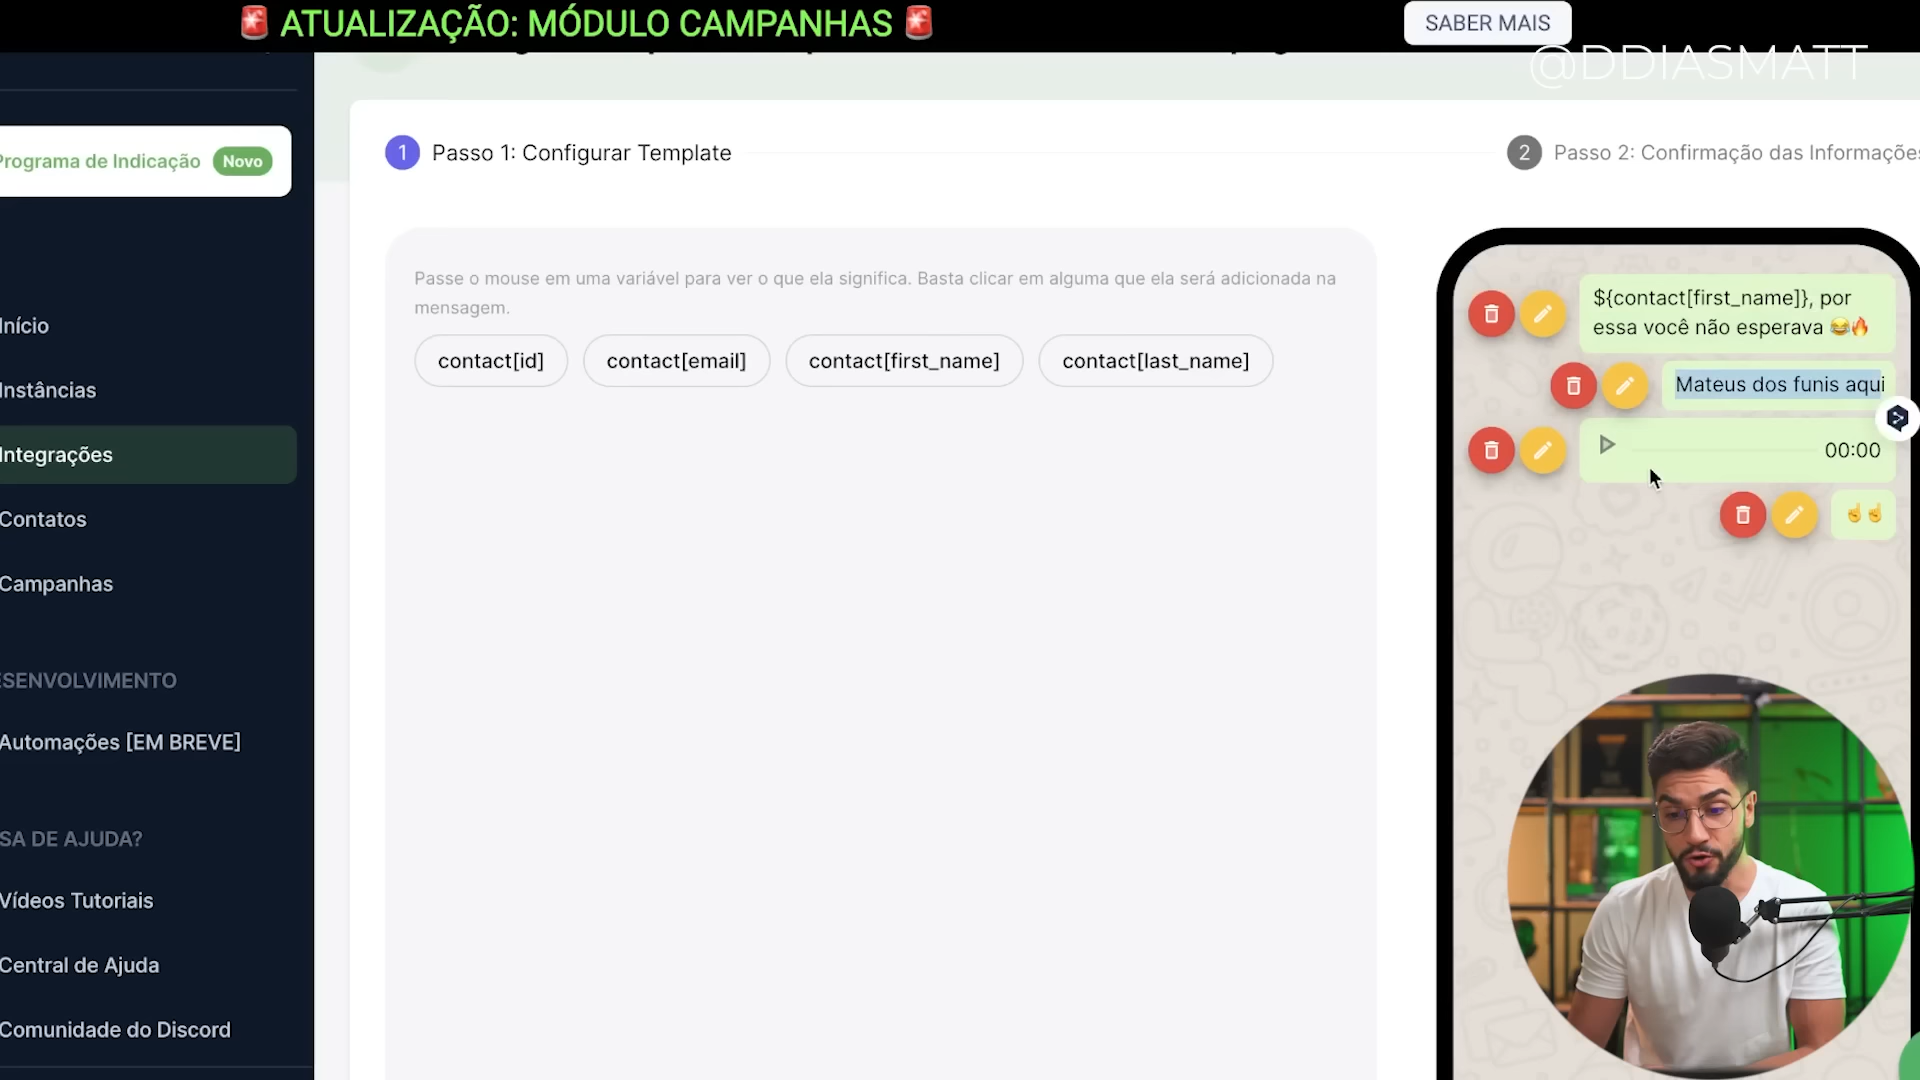 🚨 ATUALIZAÇÃO: MÓDULO CAMPANHAS 🚨
SABER MAIS
@DDIASMATT
Programa de Indicação Novo
Início
Instâncias
Integrações
Contatos
Campanhas
ESENVOLVIMENTO
Automações [EM BREVE]
SA DE AJUDA?
Vídeos Tutoriais
Central de Ajuda
Comunidade do Discord
1 Passo 1: Configurar Template
2 Passo 2: Confirmação das Informações
Passe o mouse em uma variável para ver o que ela significa. Basta clicar em alguma que ela será adicionada na
mensagem.
contact[id] contact[email] contact[first_name] contact[last_name]
${contact[first_name]}, por
essa você não esperava 😂🔥
Mateus dos funis aqui
00:00
☝☝